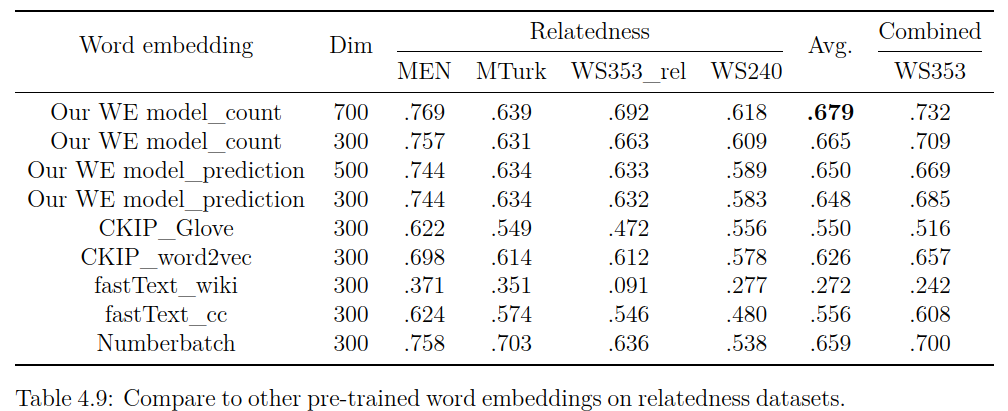 Word embedding Dim Relatedness Avg. Combined
MEN MTurk WS353_rel WS240 WS353
Our WE model_count 700 .769 .639 .692 .618 .679 .732
Our WE model_count 300 .757 .631 .663 .609 .665 .709
Our WE model_prediction 500 .744 .634 .633 .589 .650 .669
Our WE model_prediction 300 .744 .634 .632 .583 .648 .685
CKIP_Glove 300 .622 .549 .472 .556 .550 .516
CKIP_word2vec 300 .698 .614 .612 .578 .626 .657
fastText_wiki 300 .371 .351 .091 .277 .272 .242
fastText_cc 300 .624 .574 .546 .480 .556 .608
Numberbatch 300 .758 .703 .636 .538 .659 .700
Table 4.9: Compare to other pre-trained word embeddings on relatedness datasets.